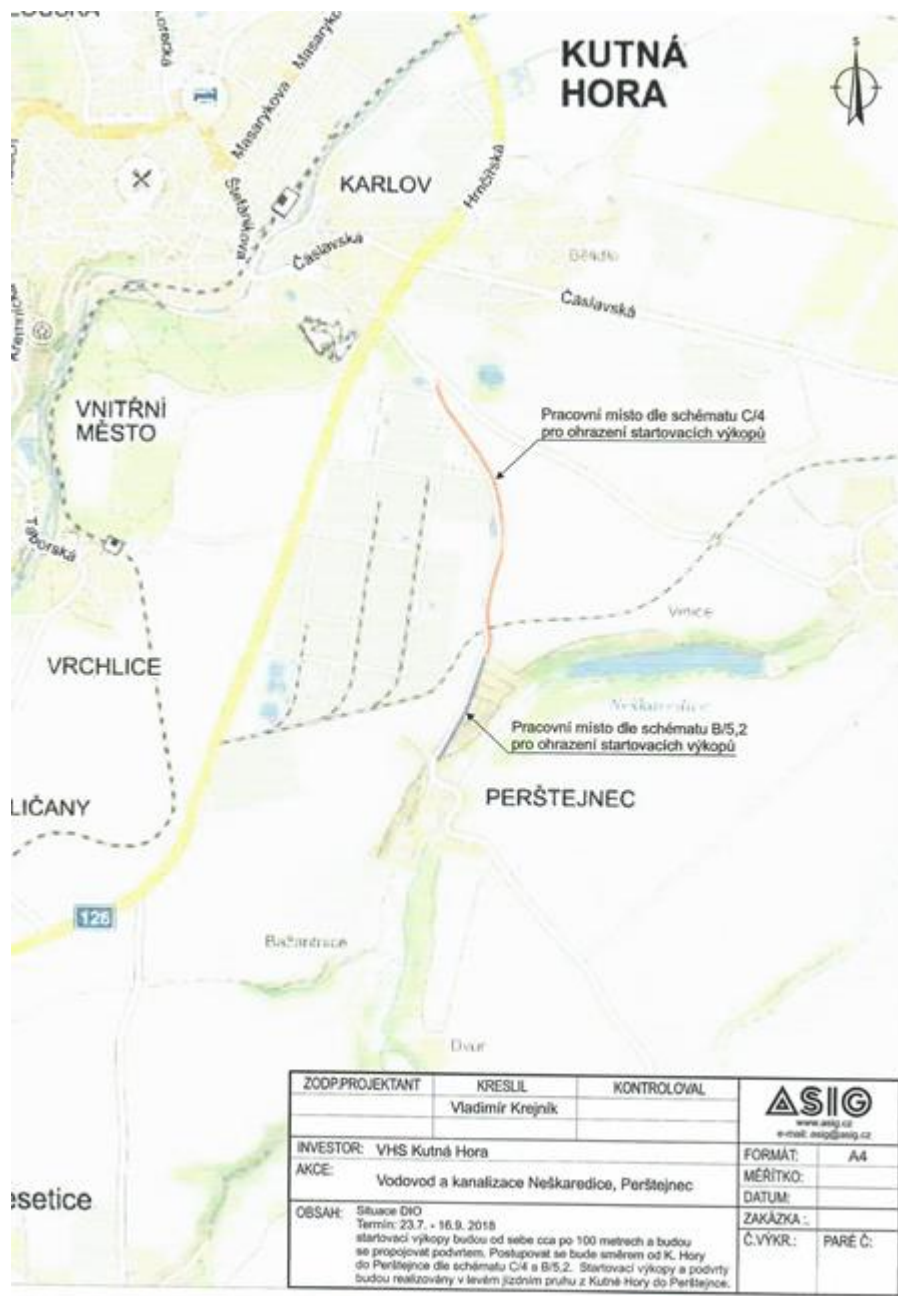 KUTNÁ
HORA
S
Masarykova
Štefánikova
KARLOV
Hrnčířská
Čáslavská
Čáslavská
VNITŘNÍ
MĚSTO
Pracovní místo dle schématu C/4
pro ohrazení startovacích výkopů
Táborská
Vinice
VRCHLICE
Neškaredice
Pracovní místo dle schématu B/5,2
pro ohrazení startovacích výkopů
PERŠTEJNEC
LIČANY
126
Bažantnice
Dvur
esetice
ZODP.PROJEKTANT KRESLIL KONTROLOVAL
Vladimír Krejník
ASIG
www.asig.cz
e-mail: asig@asig.cz
INVESTOR: VHS Kutná Hora
FORMÁT: A4
AKCE: Vodovod a kanalizace Neškaredice, Perštejnec
MĚŘÍTKO:
DATUM:
OBSAH: Situace DIO
Termín: 23.7. - 16.9. 2018
startovací výkopy budou od sebe cca po 100 metrech a budou
se propojovat podvrtem. Postupovat se bude směrem od K. Hory
do Perštejnce dle schématu C/4 a B/5,2. Startovací výkopy a podvrty
budou realizovány v levém jízdním pruhu z Kutné Hory do Perštejnce.
ZAKÁZKA :.
Č.VÝKR.: PARÉ Č: